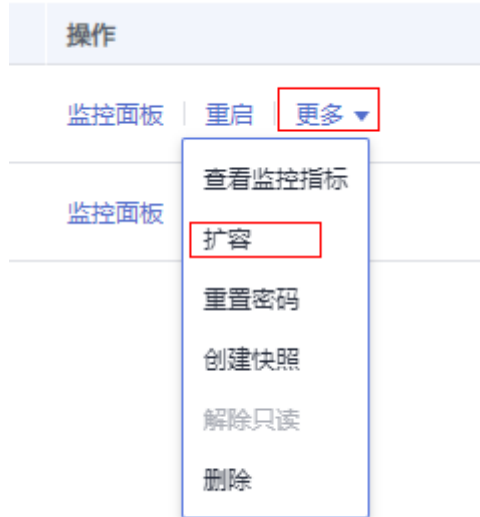 操作
监控面板 重启 更多
查看监控指标
监控面板
扩容
重置密码
创建快照
解除只读
删除